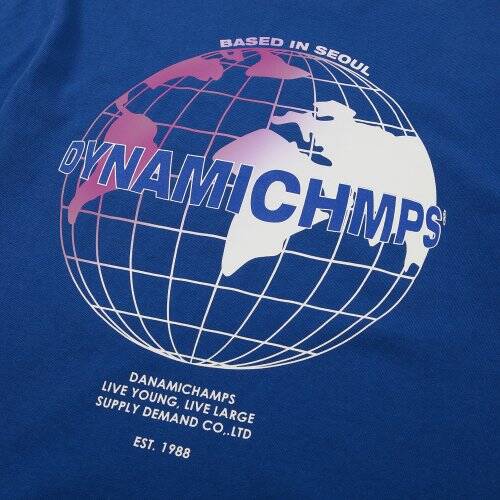 BASED IN SEOUL
DYNAMICHMPS
DANAMICHAMPS
LIVE YOUNG, LIVE LARGE
SUPPLY DEMAND CO,.LTD
EST. 1988